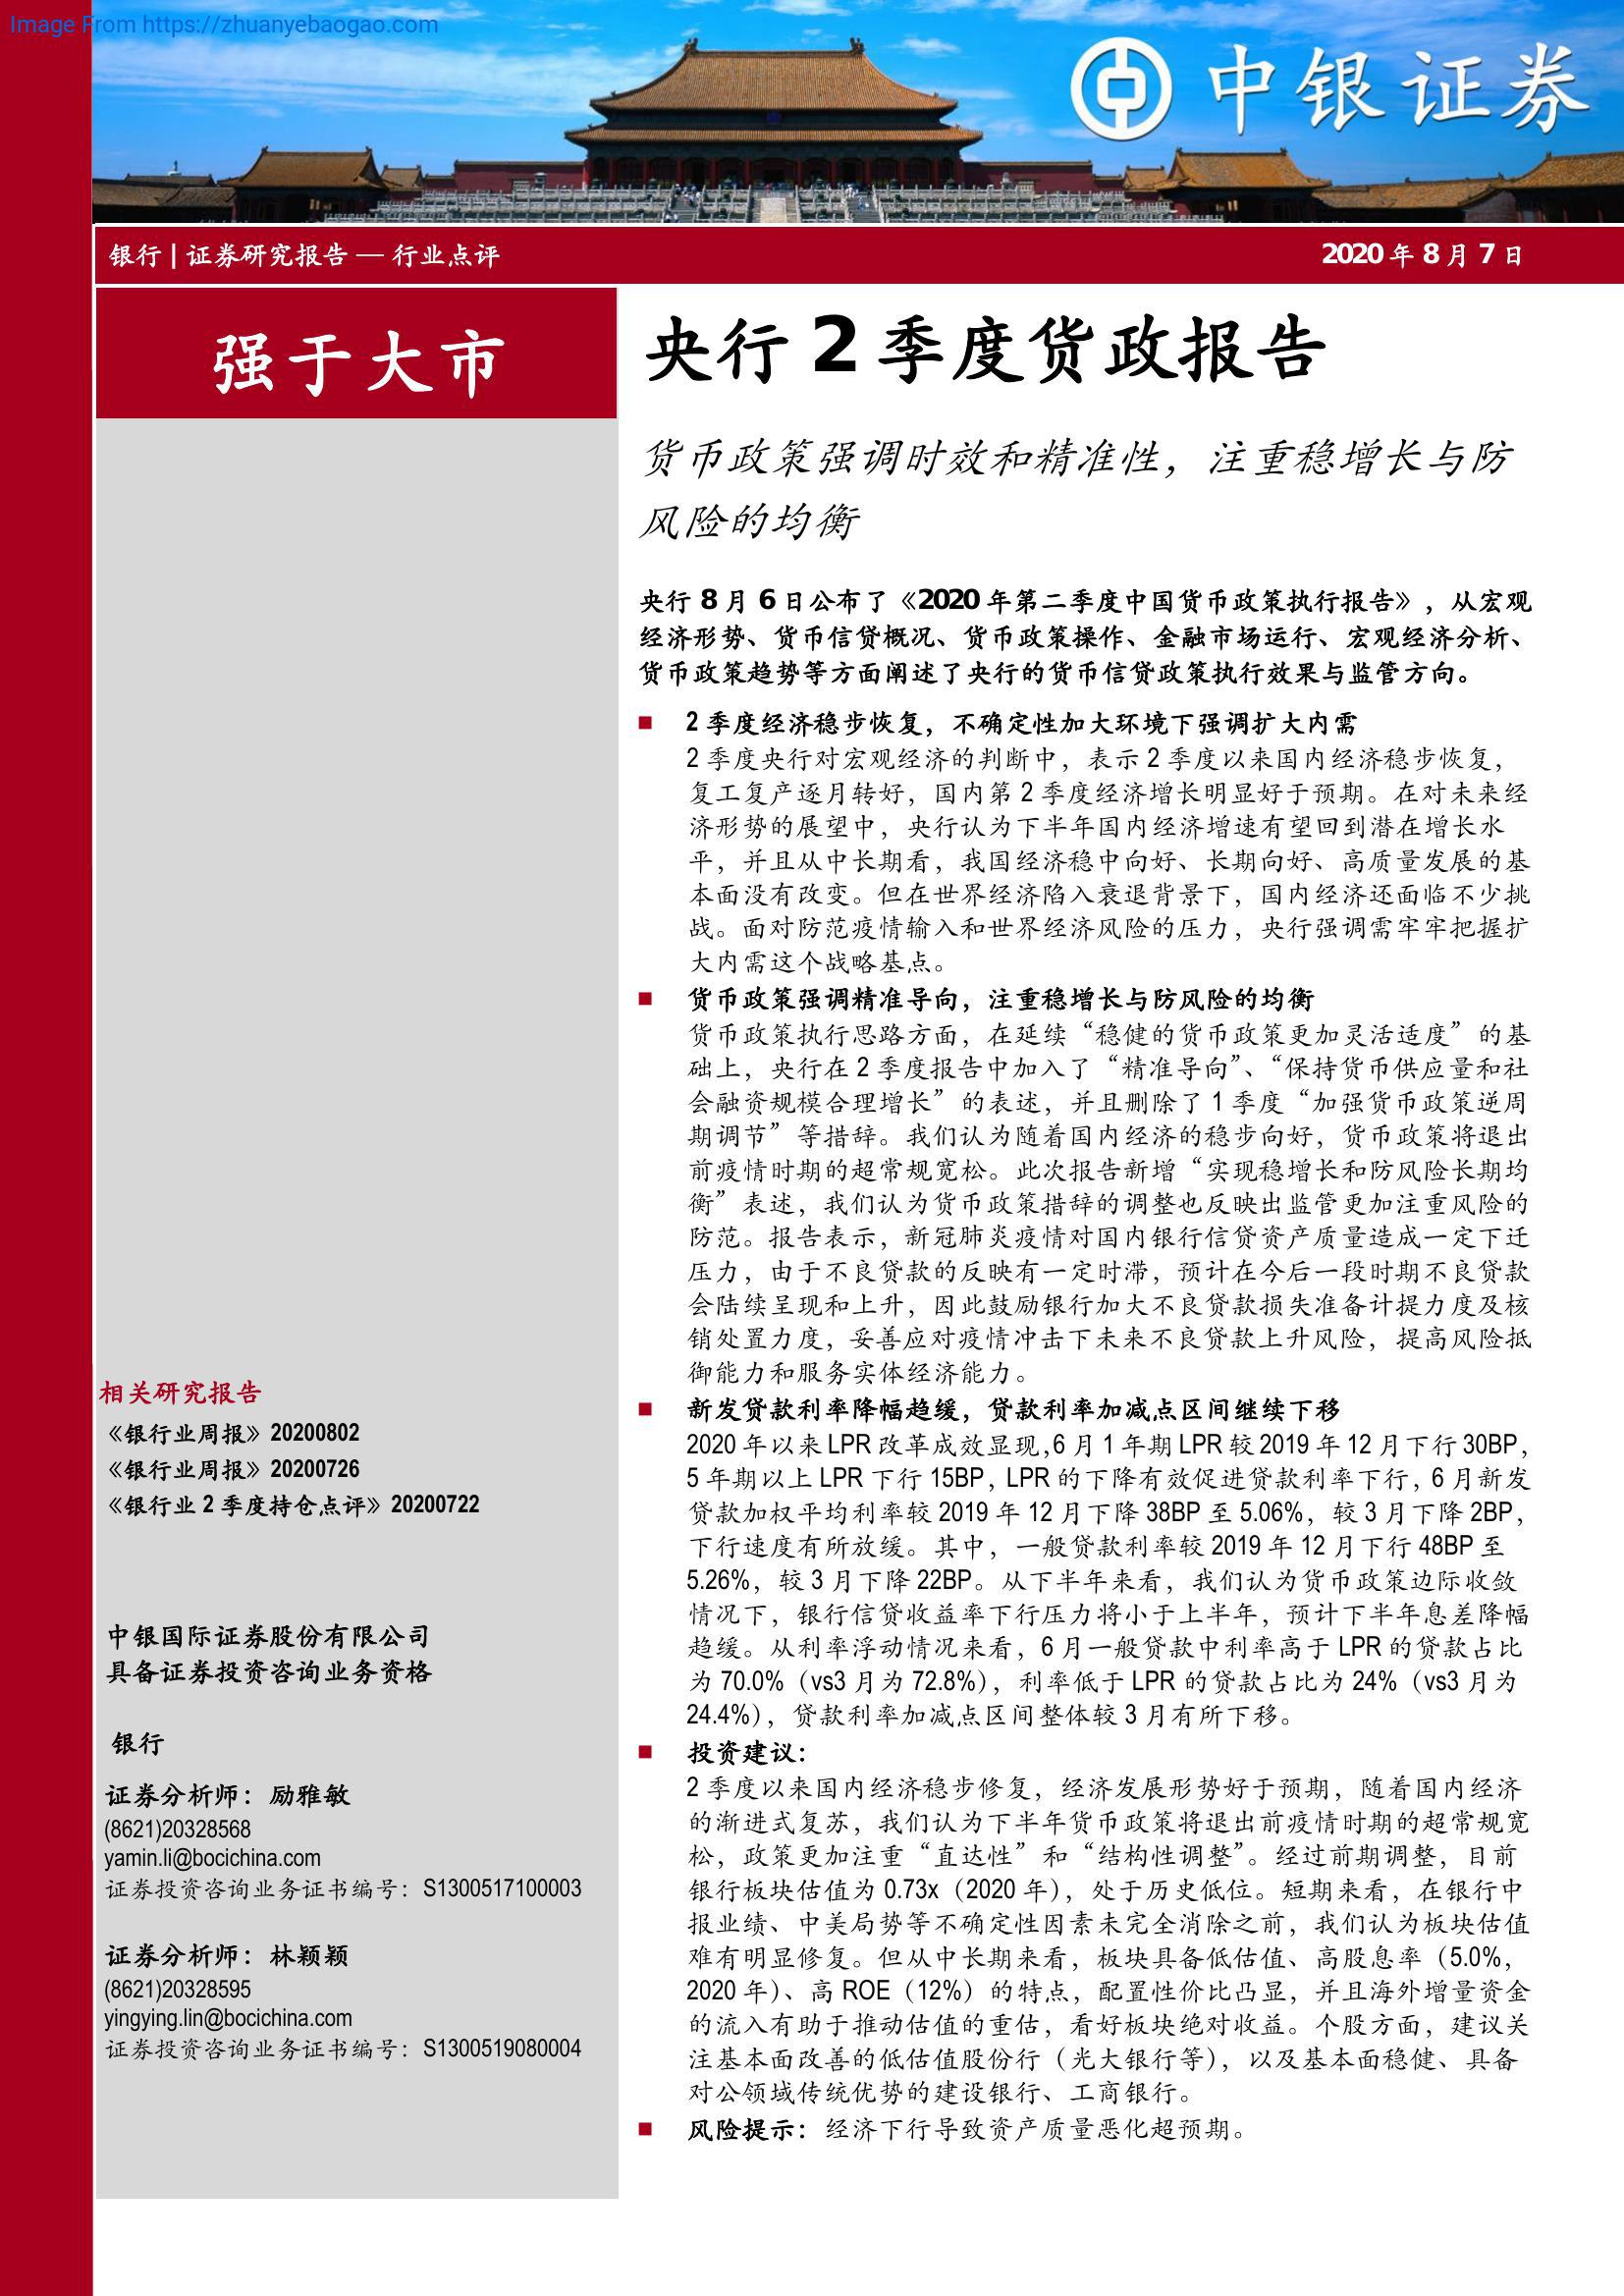 Image From https://zhuanyebaogao.com
中银证券
银行 | 证券研究报告 — 行业点评
2020 年 8 月 7 日
强于大市
央行 2 季度货政报告
货币政策强调时效和精准性，注重稳增长与防
风险的均衡
央行 8 月 6 日公布了《2020 年第二季度中国货币政策执行报告》，从宏观
经济形势、货币信贷概况、货币政策操作、金融市场运行、宏观经济分析、
货币政策趋势等方面阐述了央行的货币信贷政策执行效果与监管方向。
■ 2 季度经济稳步恢复，不确定性加大环境下强调扩大内需
2 季度央行对宏观经济的判断中，表示 2 季度以来国内经济稳步恢复，
复工复产逐月转好，国内第 2 季度经济增长明显好于预期。在对未来经
济形势的展望中，央行认为下半年国内经济增速有望回到潜在增长水
平，并且从中长期看，我国经济稳中向好、长期向好、高质量发展的基
本面没有改变。但在世界经济陷入衰退背景下，国内经济还面临不少挑
战。面对防范疫情输入和世界经济风险的压力，央行强调需牢牢把握扩
大内需这个战略基点。
■ 货币政策强调精准导向，注重稳增长与防风险的均衡
货币政策执行思路方面，在延续“稳健的货币政策更加灵活适度”的基
础上，央行在 2 季度报告中加入了“精准导向”、“保持货币供应量和社
会融资规模合理增长”的表述，并且删除了 1 季度“加强货币政策逆周
期调节”等措辞。我们认为随着国内经济的稳步向好，货币政策将退出
前疫情时期的超常规宽松。此次报告新增“实现稳增长和防风险长期均
衡”表述，我们认为货币政策措辞的调整也反映出监管更加注重风险的
防范。报告表示，新冠肺炎疫情对国内银行信贷资产质量造成一定下迁
压力，由于不良贷款的反映有一定时滞，预计在今后一段时期不良贷款
会陆续呈现和上升，因此鼓励银行加大不良贷款损失准备计提力度及核
销处置力度，妥善应对疫情冲击下未来不良贷款上升风险，提高风险抵
御能力和服务实体经济能力。
■ 新发贷款利率降幅趋缓，贷款利率加减点区间继续下移
2020 年以来 LPR 改革成效显现,6 月 1 年期 LPR 较 2019 年 12 月下行 30BP，
5 年期以上 LPR 下行 15BP，LPR 的下降有效促进贷款利率下行，6 月新发
贷款加权平均利率较 2019 年 12 月下降 38BP 至 5.06%，较 3 月下降 2BP，
下行速度有所放缓。其中，一般贷款利率较 2019 年 12 月下行 48BP 至
5.26%，较 3 月下降 22BP。从下半年来看，我们认为货币政策边际收敛
情况下，银行信贷收益率下行压力将小于上半年，预计下半年息差降幅
趋缓。从利率浮动情况来看，6 月一般贷款中利率高于 LPR 的贷款占比
为 70.0%（vs3 月为 72.8%），利率低于 LPR 的贷款占比为 24%（vs3 月为
24.4%），贷款利率加减点区间整体较 3 月有所下移。
■ 投资建议：
2 季度以来国内经济稳步修复，经济发展形势好于预期，随着国内经济
的渐进式复苏，我们认为下半年货币政策将退出前疫情时期的超常规宽
松，政策更加注重“直达性”和“结构性调整”。经过前期调整，目前
银行板块估值为 0.73x（2020 年），处于历史低位。短期来看，在银行中
报业绩、中美局势等不确定性因素未完全消除之前，我们认为板块估值
难有明显修复。但从中长期来看，板块具备低估值、高股息率（5.0%，
2020 年）、高 ROE（12%）的特点，配置性价比凸显，并且海外增量资金
的流入有助于推动估值的重估，看好板块绝对收益。个股方面，建议关
注基本面改善的低估值股份行（光大银行等），以及基本面稳健、具备
对公领域传统优势的建设银行、工商银行。
■ 风险提示：经济下行导致资产质量恶化超预期。
相关研究报告
《银行业周报》20200802
《银行业周报》20200726
《银行业 2 季度持仓点评》20200722
中银国际证券股份有限公司
具备证券投资咨询业务资格
银行
证券分析师：励雅敏
(8621)20328568
yamin.li@bocichina.com
证券投资咨询业务证书编号：S1300517100003
证券分析师：林颖颖
(8621)20328595
yingying.lin@bocichina.com
证券投资咨询业务证书编号：S1300519080004